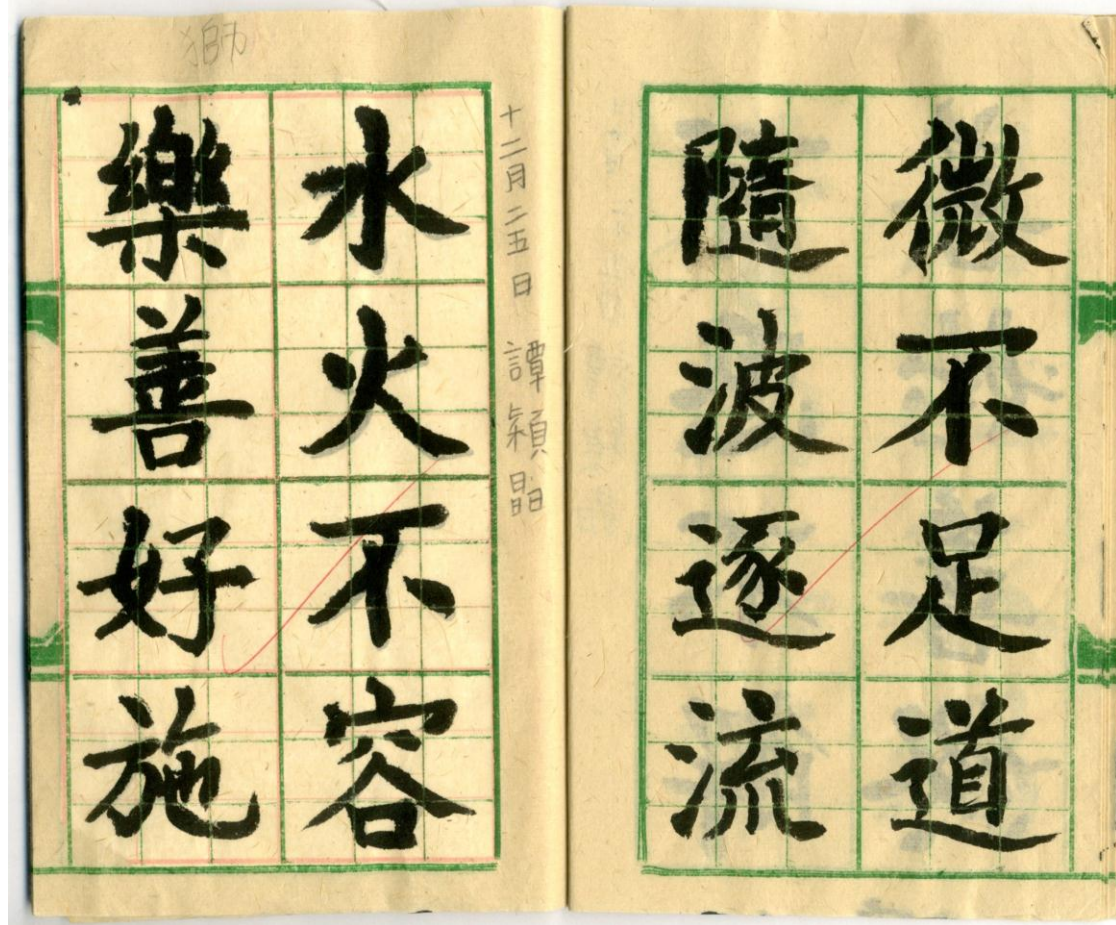 微不足道
隨波逐流
十二月二五日 譚穎晶
水火不容
樂善好施